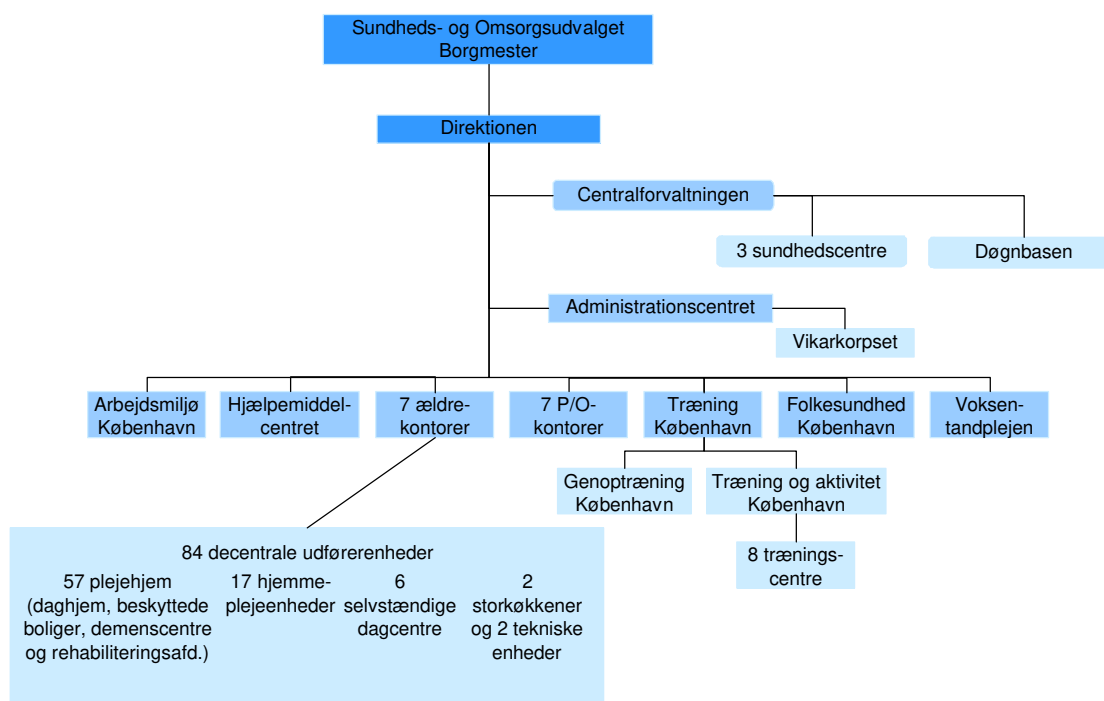 Sundheds- og Omsorgsudvalget
Borgmester
Direktionen
Centralforvaltningen
3 sundhedscentre
Døgnbasen
Administrationscentret
Vikarkorpset
Arbejdsmiljø
København
Hjælpemiddel-
centret
7 ældre-
kontorer
7 P/O-
kontorer
Træning
København
Folkesundhed
København
Voksen-
tandplejen
Genoptræning
København
Træning og aktivitet
København
8 trænings-
centre
84 decentrale udførerenheder
57 plejehjem
(daghjem, beskyttede
boliger, demenscentre
og rehabiliteringsafd.)
17 hjemme-
plejeenheder
6
selvstændige
dagcentre
2
storkøkkener
og 2 tekniske
enheder